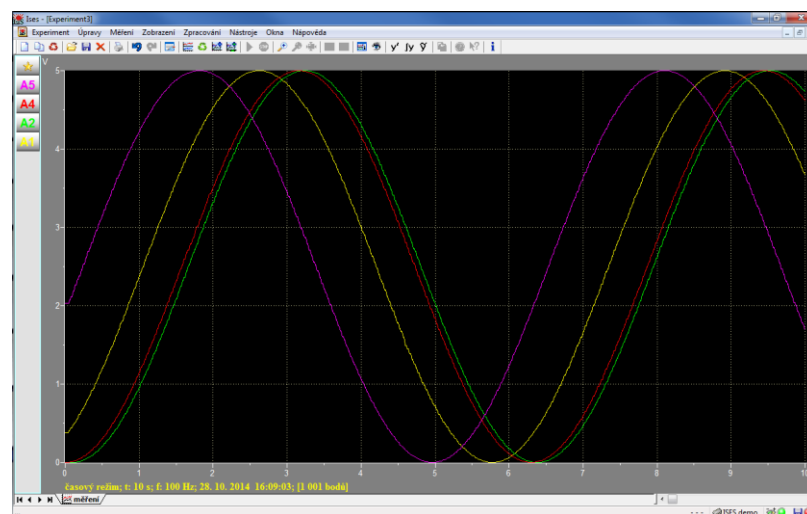 Ises - [Experiment3]
Experiment Úpravy Měření Zobrazení Zpracování Nástroje Okna Nápověda
y' ∫y ŷ i
V
A5
A4
A2
5
4
3
2
1
0
0 1 2 3 4 5 6 7 8 9 10
časový režim; t: 10 s; f: 100 Hz; 28. 10. 2014 16:09:03; [1 001 bodů]
měření
--- ISES demo